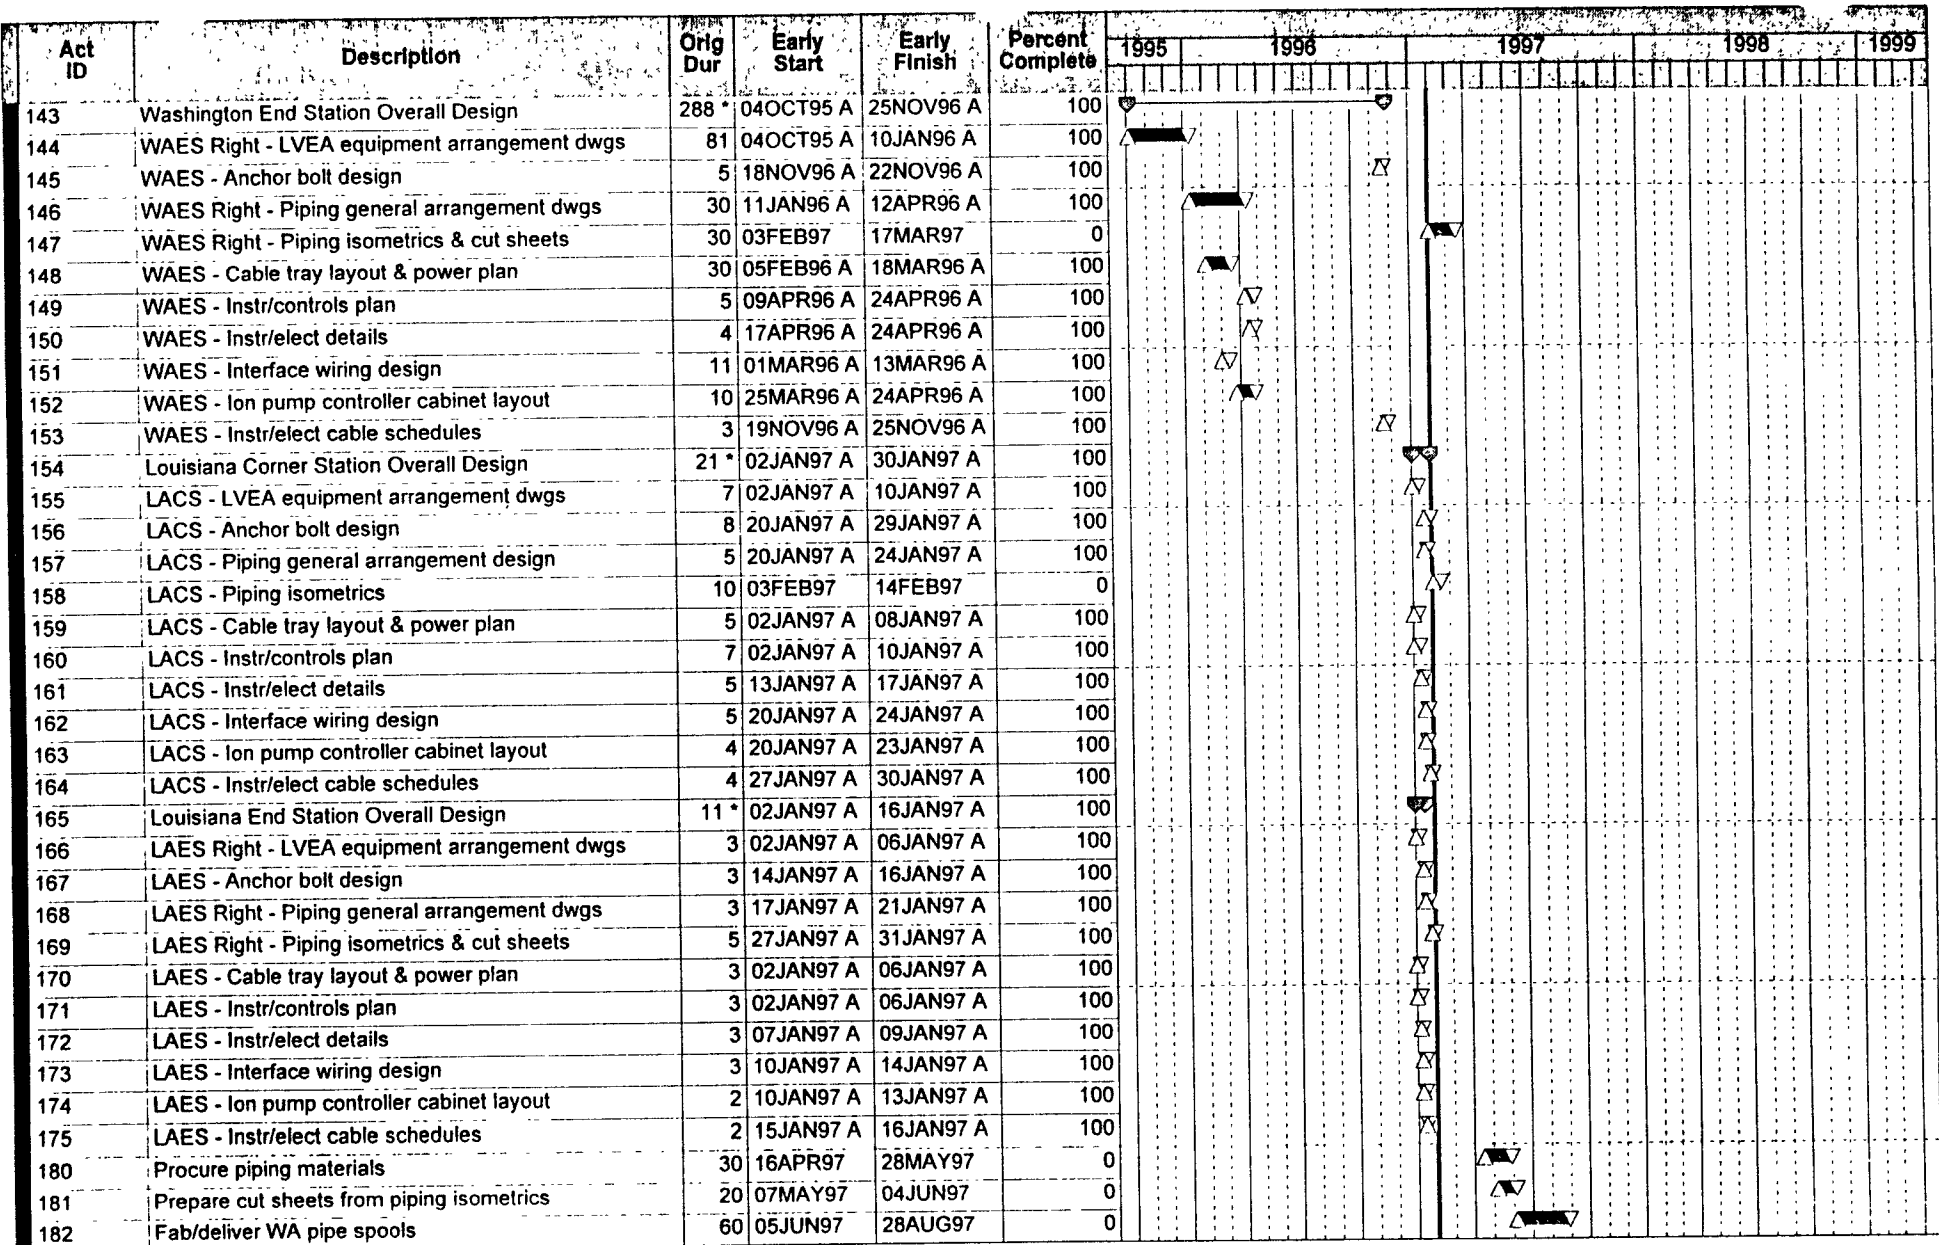 Act ID Description Orig Dur Early Start Early Finish Percent Complete 1995 1996 1997 1998 1999
143 Washington End Station Overall Design 288 * 04OCT95 A 25NOV96 A 100
144 WAES Right - LVEA equipment arrangement dwgs 81 04OCT95 A 10JAN96 A 100
145 WAES - Anchor bolt design 5 18NOV96 A 22NOV96 A 100
146 WAES Right - Piping general arrangement dwgs 30 11JAN96 A 12APR96 A 100
147 WAES Right - Piping isometrics & cut sheets 30 03FEB97 17MAR97 0
148 WAES - Cable tray layout & power plan 30 05FEB96 A 18MAR96 A 100
149 WAES - Instr/controls plan 5 09APR96 A 24APR96 A 100
150 WAES - Instr/elect details 4 17APR96 A 24APR96 A 100
151 WAES - Interface wiring design 11 01MAR96 A 13MAR96 A 100
152 WAES - Ion pump controller cabinet layout 10 25MAR96 A 24APR96 A 100
153 WAES - Instr/elect cable schedules 3 19NOV96 A 25NOV96 A 100
154 Louisiana Corner Station Overall Design 21 * 02JAN97 A 30JAN97 A 100
155 LACS - LVEA equipment arrangement dwgs 7 02JAN97 A 10JAN97 A 100
156 LACS - Anchor bolt design 8 20JAN97 A 29JAN97 A 100
157 LACS - Piping general arrangement design 5 20JAN97 A 24JAN97 A 100
158 LACS - Piping isometrics 10 03FEB97 14FEB97 0
159 LACS - Cable tray layout & power plan 5 02JAN97 A 08JAN97 A 100
160 LACS - Instr/controls plan 7 02JAN97 A 10JAN97 A 100
161 LACS - Instr/elect details 5 13JAN97 A 17JAN97 A 100
162 LACS - Interface wiring design 5 20JAN97 A 24JAN97 A 100
163 LACS - Ion pump controller cabinet layout 4 20JAN97 A 23JAN97 A 100
164 LACS - Instr/elect cable schedules 4 27JAN97 A 30JAN97 A 100
165 Louisiana End Station Overall Design 11 * 02JAN97 A 16JAN97 A 100
166 LAES Right - LVEA equipment arrangement dwgs 3 02JAN97 A 06JAN97 A 100
167 LAES - Anchor bolt design 3 14JAN97 A 16JAN97 A 100
168 LAES Right - Piping general arrangement dwgs 3 17JAN97 A 21JAN97 A 100
169 LAES Right - Piping isometrics & cut sheets 5 27JAN97 A 31JAN97 A 100
170 LAES - Cable tray layout & power plan 3 02JAN97 A 06JAN97 A 100
171 LAES - Instr/controls plan 3 02JAN97 A 06JAN97 A 100
172 LAES - Instr/elect details 3 07JAN97 A 09JAN97 A 100
173 LAES - Interface wiring design 3 10JAN97 A 14JAN97 A 100
174 LAES - Ion pump controller cabinet layout 2 10JAN97 A 13JAN97 A 100
175 LAES - Instr/elect cable schedules 2 15JAN97 A 16JAN97 A 100
180 Procure piping materials 30 16APR97 28MAY97 0
181 Prepare cut sheets from piping isometrics 20 07MAY97 04JUN97 0
182 Fab/deliver WA pipe spools 60 05JUN97 28AUG97 0